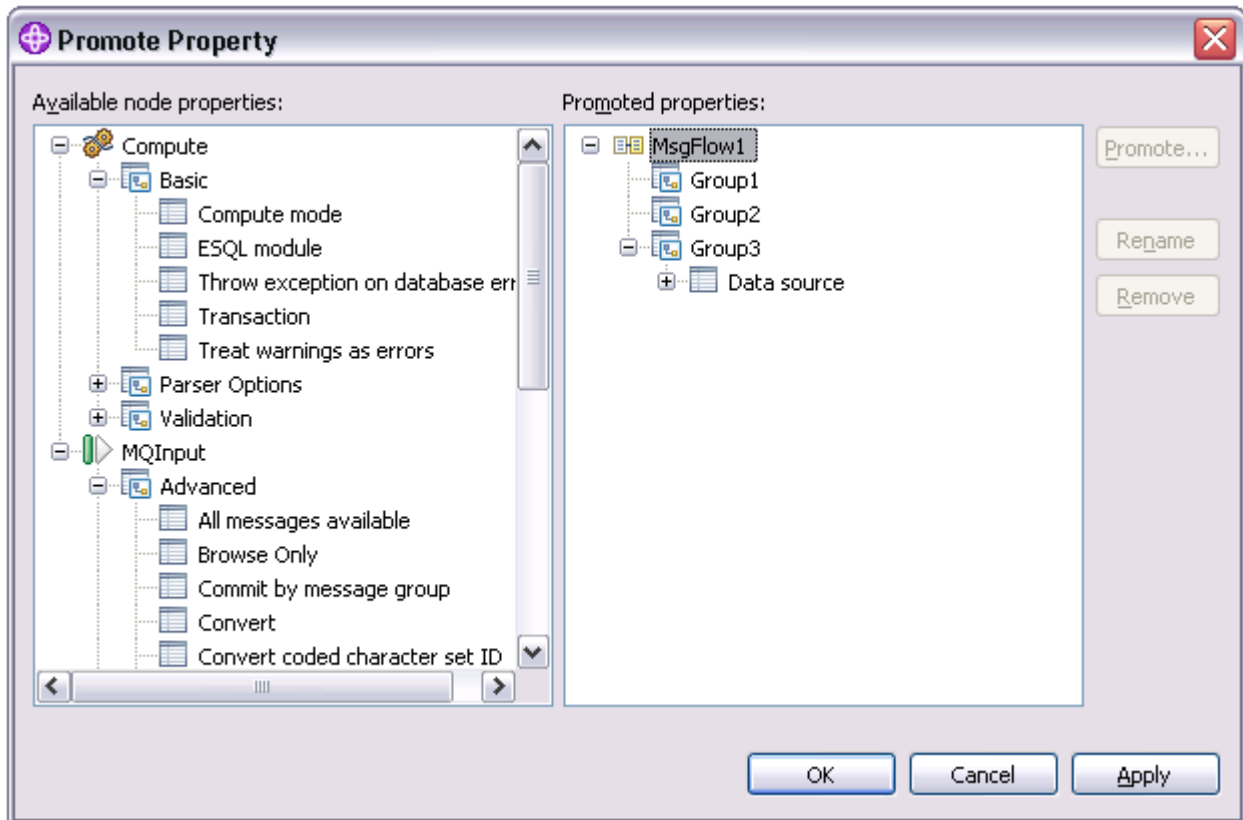 Promote Property
Available node properties:
Compute
Basic
Compute mode
ESQL module
Throw exception on database err
Transaction
Treat warnings as errors
Parser Options
Validation
MQInput
Advanced
All messages available
Browse Only
Commit by message group
Convert
Convert coded character set ID
Promoted properties:
MsgFlow1
Group1
Group2
Group3
Data source
Promote...
Rename
Remove
OK
Cancel
Apply